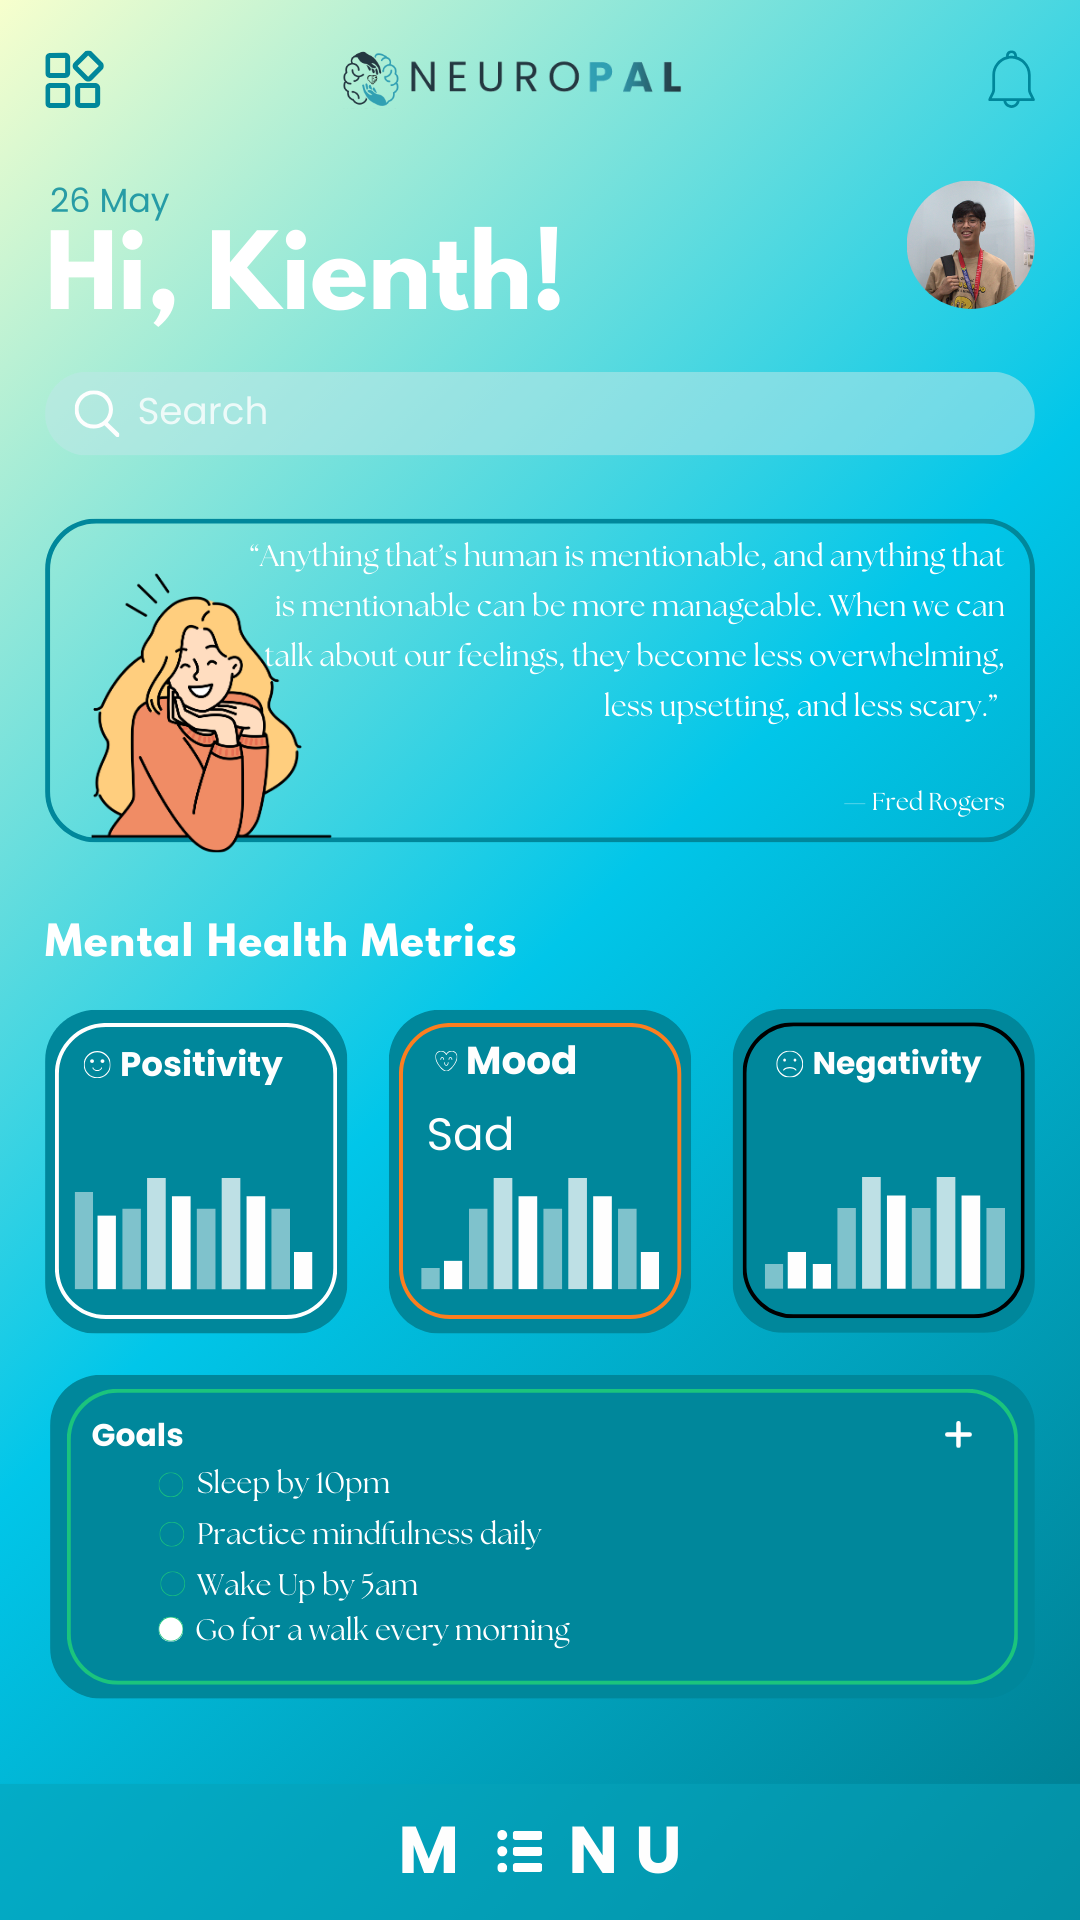 NEUROPAL
26 May
Hi, Kienth!
Search
“Anything that’s human is mentionable, and anything that
is mentionable can be more manageable. When we can
talk about our feelings, they become less overwhelming,
less upsetting, and less scary.”
— Fred Rogers
Mental Health Metrics
Positivity
Mood
Sad
Negativity
Goals
Sleep by 10pm
Practice mindfulness daily
Wake Up by 5am
Go for a walk every morning
M NU